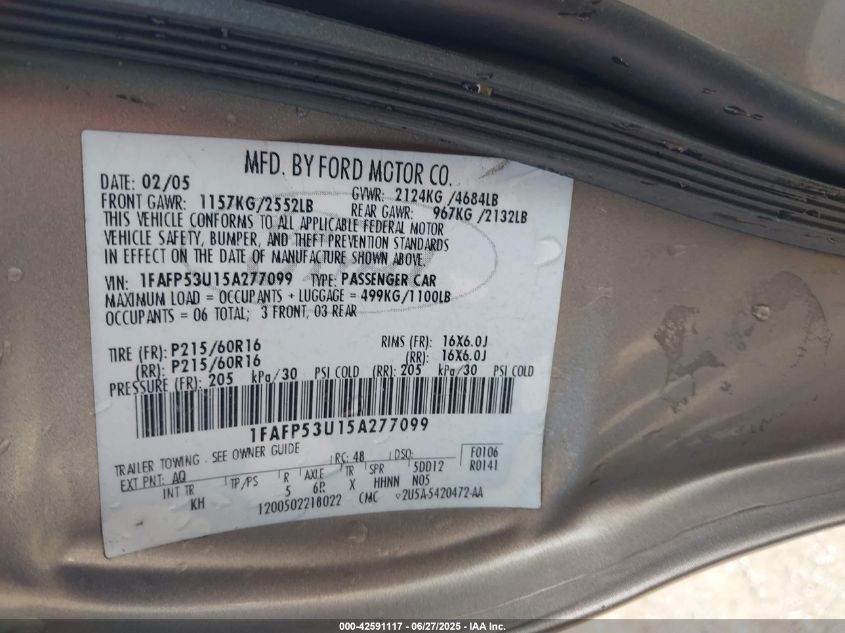 MFD. BY FORD MOTOR CO.
DATE: 02/05 GVWR: 2124KG /4684LB
FRONT GAWR: 1157KG/2552LB REAR GAWR: 967KG /2132LB
THIS VEHICLE CONFORMS TO ALL APPLICABLE FEDERAL MOTOR
VEHICLE SAFETY, BUMPER, AND THEFT PREVENTION STANDARDS
IN EFFECT ON THE DATE OF MANUFACTURE SHOWN ABOVE.
VIN: 1FAFP53U15A277099 TYPE: PASSENGER CAR
MAXIMUM LOAD = OCCUPANTS + LUGGAGE = 499KG/1100LB
OCCUPANTS = 06 TOTAL; 3 FRONT, 03 REAR
TIRE (FR): P215/60R16 RIMS (FR): 16X6.0J
(RR): P215/60R16 (RR): 16X6.0J
PRESSURE (FR): 205 kPa/30 PSI COLD (RR): 205 kPa/30 PSI COLD
1FAFP53U15A277099
TRAILER TOWING - SEE OWNER GUIDE RC: 48 DSO: F0106
EXT PNT: AQ R0141
INT TR TP/PS R AXLE TR SPR 5DD12
KH 5 6R X HHNN N05
1200502218022 CMC 2U5A-5420472-AA
000-42591117 - 06/27/2025 - IAA Inc.